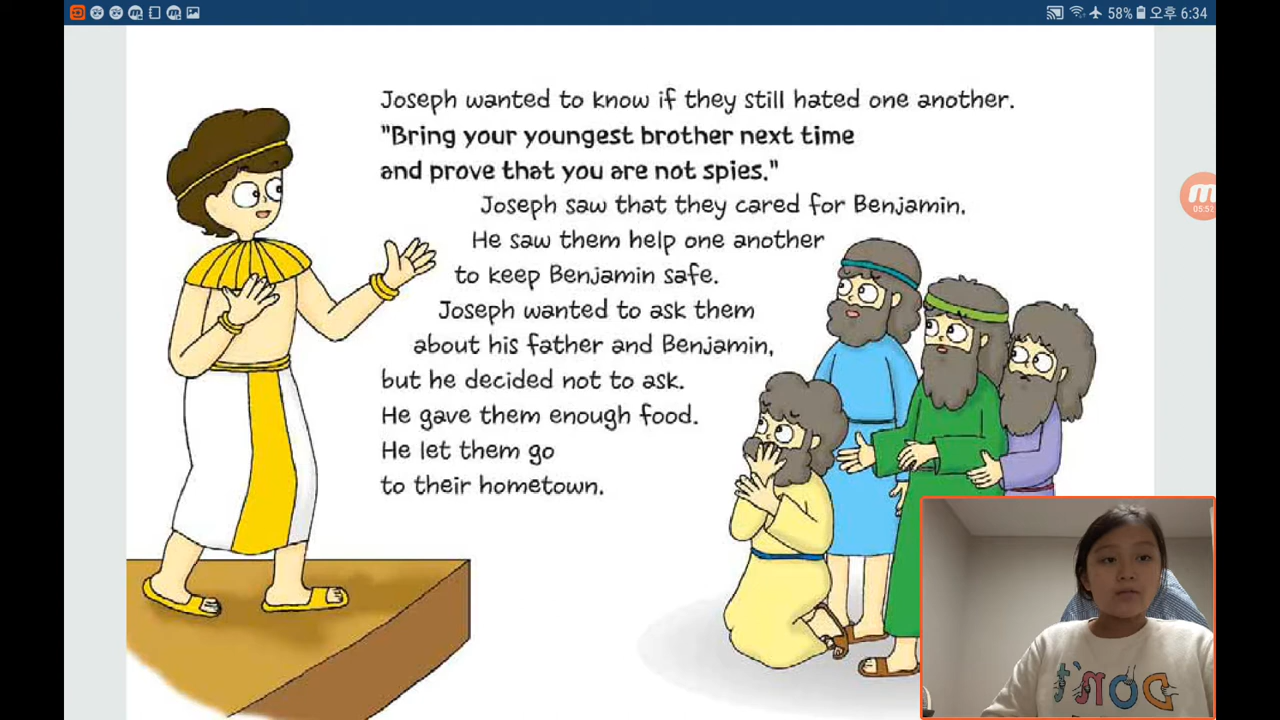 58% 오후 6:34
Joseph wanted to know if they still hated one another.
"Bring your youngest brother next time
and prove that you are not spies."
Joseph saw that they cared for Benjamin.
He saw them help one another
to keep Benjamin safe.
Joseph wanted to ask them
about his father and Benjamin,
but he decided not to ask.
He gave them enough food.
He let them go
to their hometown.
DON'T